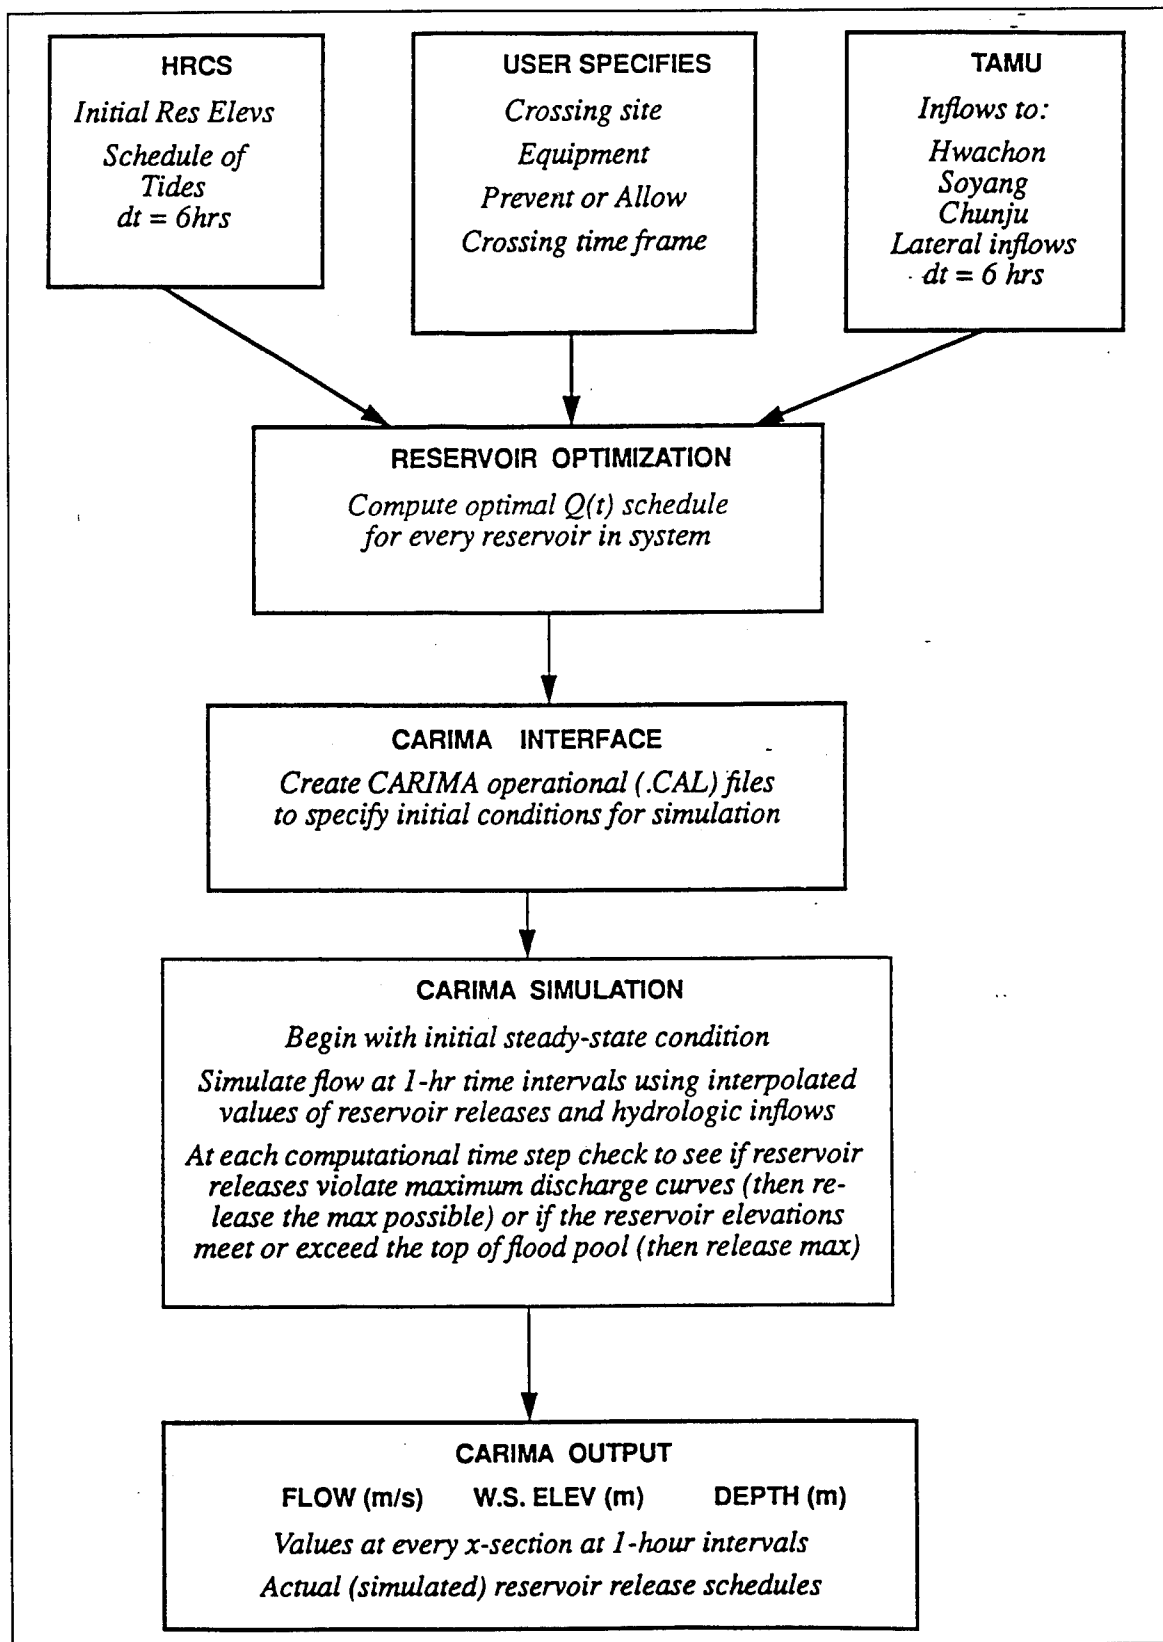 HRCS
Initial Res Elevs
Schedule of
Tides
dt = 6hrs
USER SPECIFIES
Crossing site
Equipment
Prevent or Allow
Crossing time frame
TAMU
Inflows to:
Hwachon
Soyang
Chunju
Lateral inflows
dt = 6 hrs
RESERVOIR OPTIMIZATION
Compute optimal Q(t) schedule
for every reservoir in system
CARIMA INTERFACE
Create CARIMA operational (.CAL) files
to specify initial conditions for simulation
CARIMA SIMULATION
Begin with initial steady-state condition
Simulate flow at 1-hr time intervals using interpolated
values of reservoir releases and hydrologic inflows
At each computational time step check to see if reservoir
releases violate maximum discharge curves (then re-
lease the max possible) or if the reservoir elevations
meet or exceed the top of flood pool (then release max)
CARIMA OUTPUT
FLOW (m/s) W.S. ELEV (m) DEPTH (m)
Values at every x-section at 1-hour intervals
Actual (simulated) reservoir release schedules